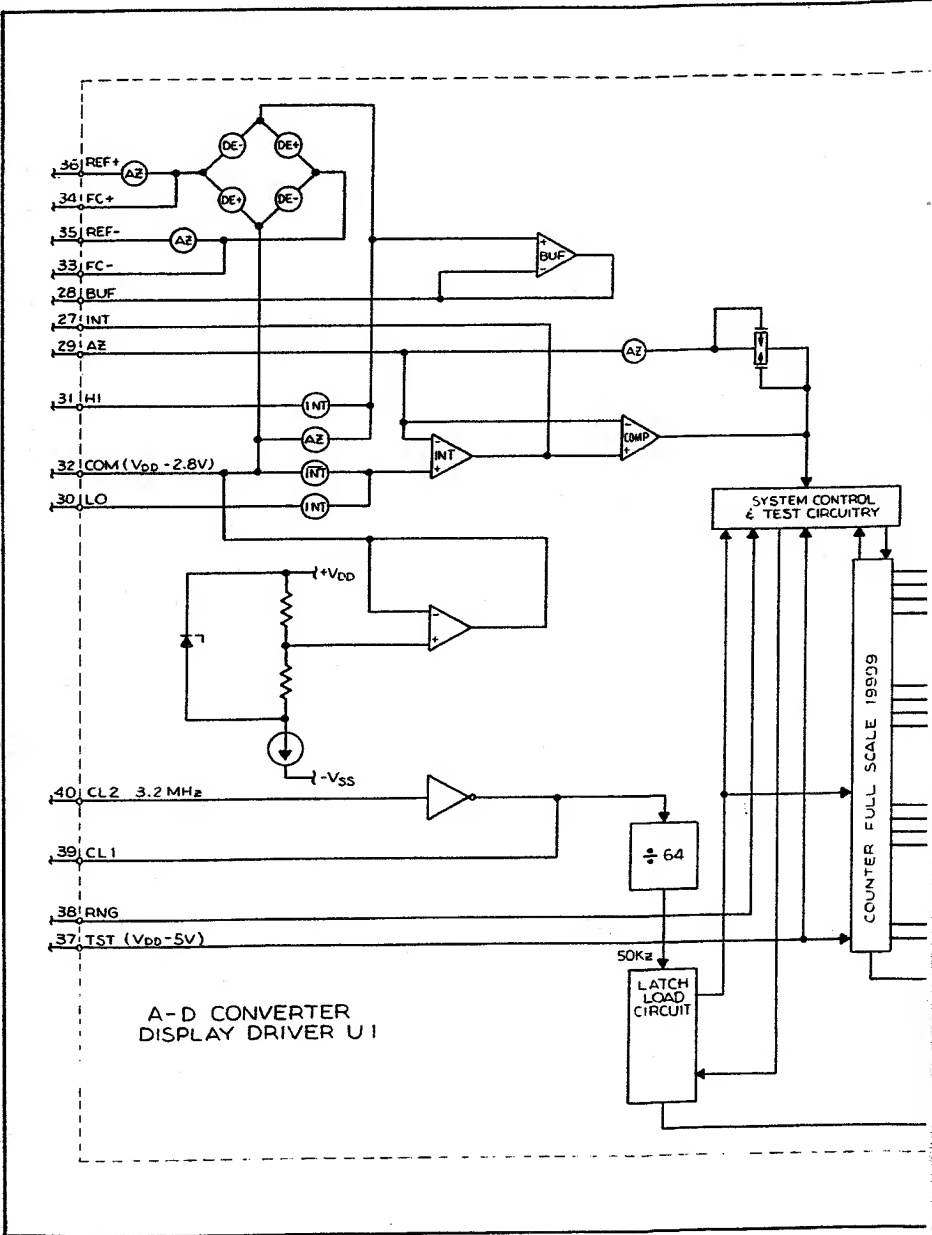 DE- DE+
36 REF+ AZ
34 FC+
DE+ DE-
35 REF- AZ
33 FC-
28 BUF
+
BUF
-
27 INT
29 AZ
AZ
31 HI
INT
AZ
32 COM (VDD -2.8V)
INT
30 LO
INT
-
INT
+
-
COMP
+
SYSTEM CONTROL
& TEST CIRCUITRY
+VDD
-
+
-VSS
40 CL2 3.2 MHz
39 CL1
÷ 64
38 RNG
37 TST (VDD-5V)
50Kz
LATCH
LOAD
CIRCUIT
COUNTER FULL SCALE 19999
A-D CONVERTER
DISPLAY DRIVER U1